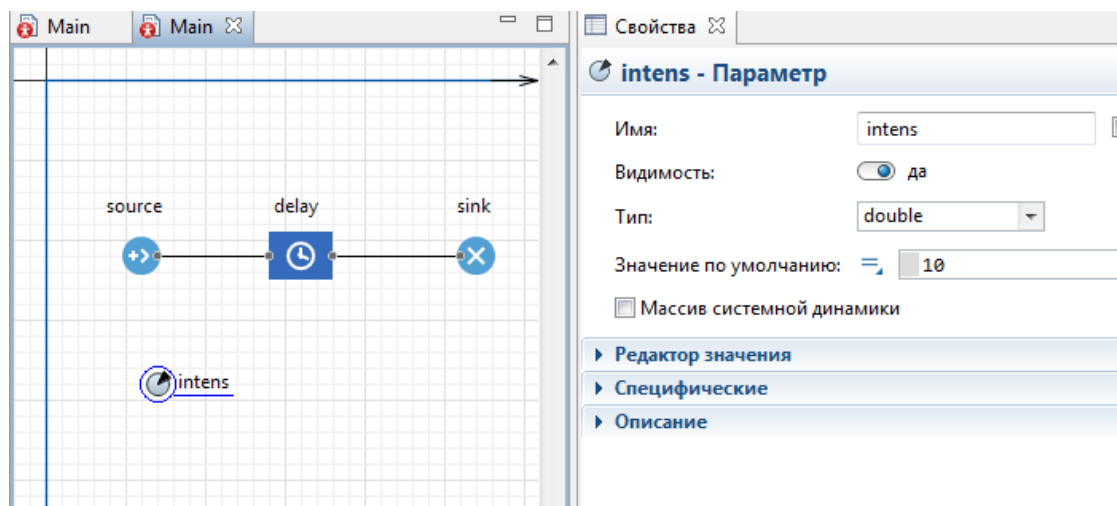 Main
Main
source
delay
sink
intens
Свойства
intens - Параметр
Имя:
intens
Видимость:
да
Тип:
double
Значение по умолчанию:
10
Массив системной динамики
Редактор значения
Специфические
Описание